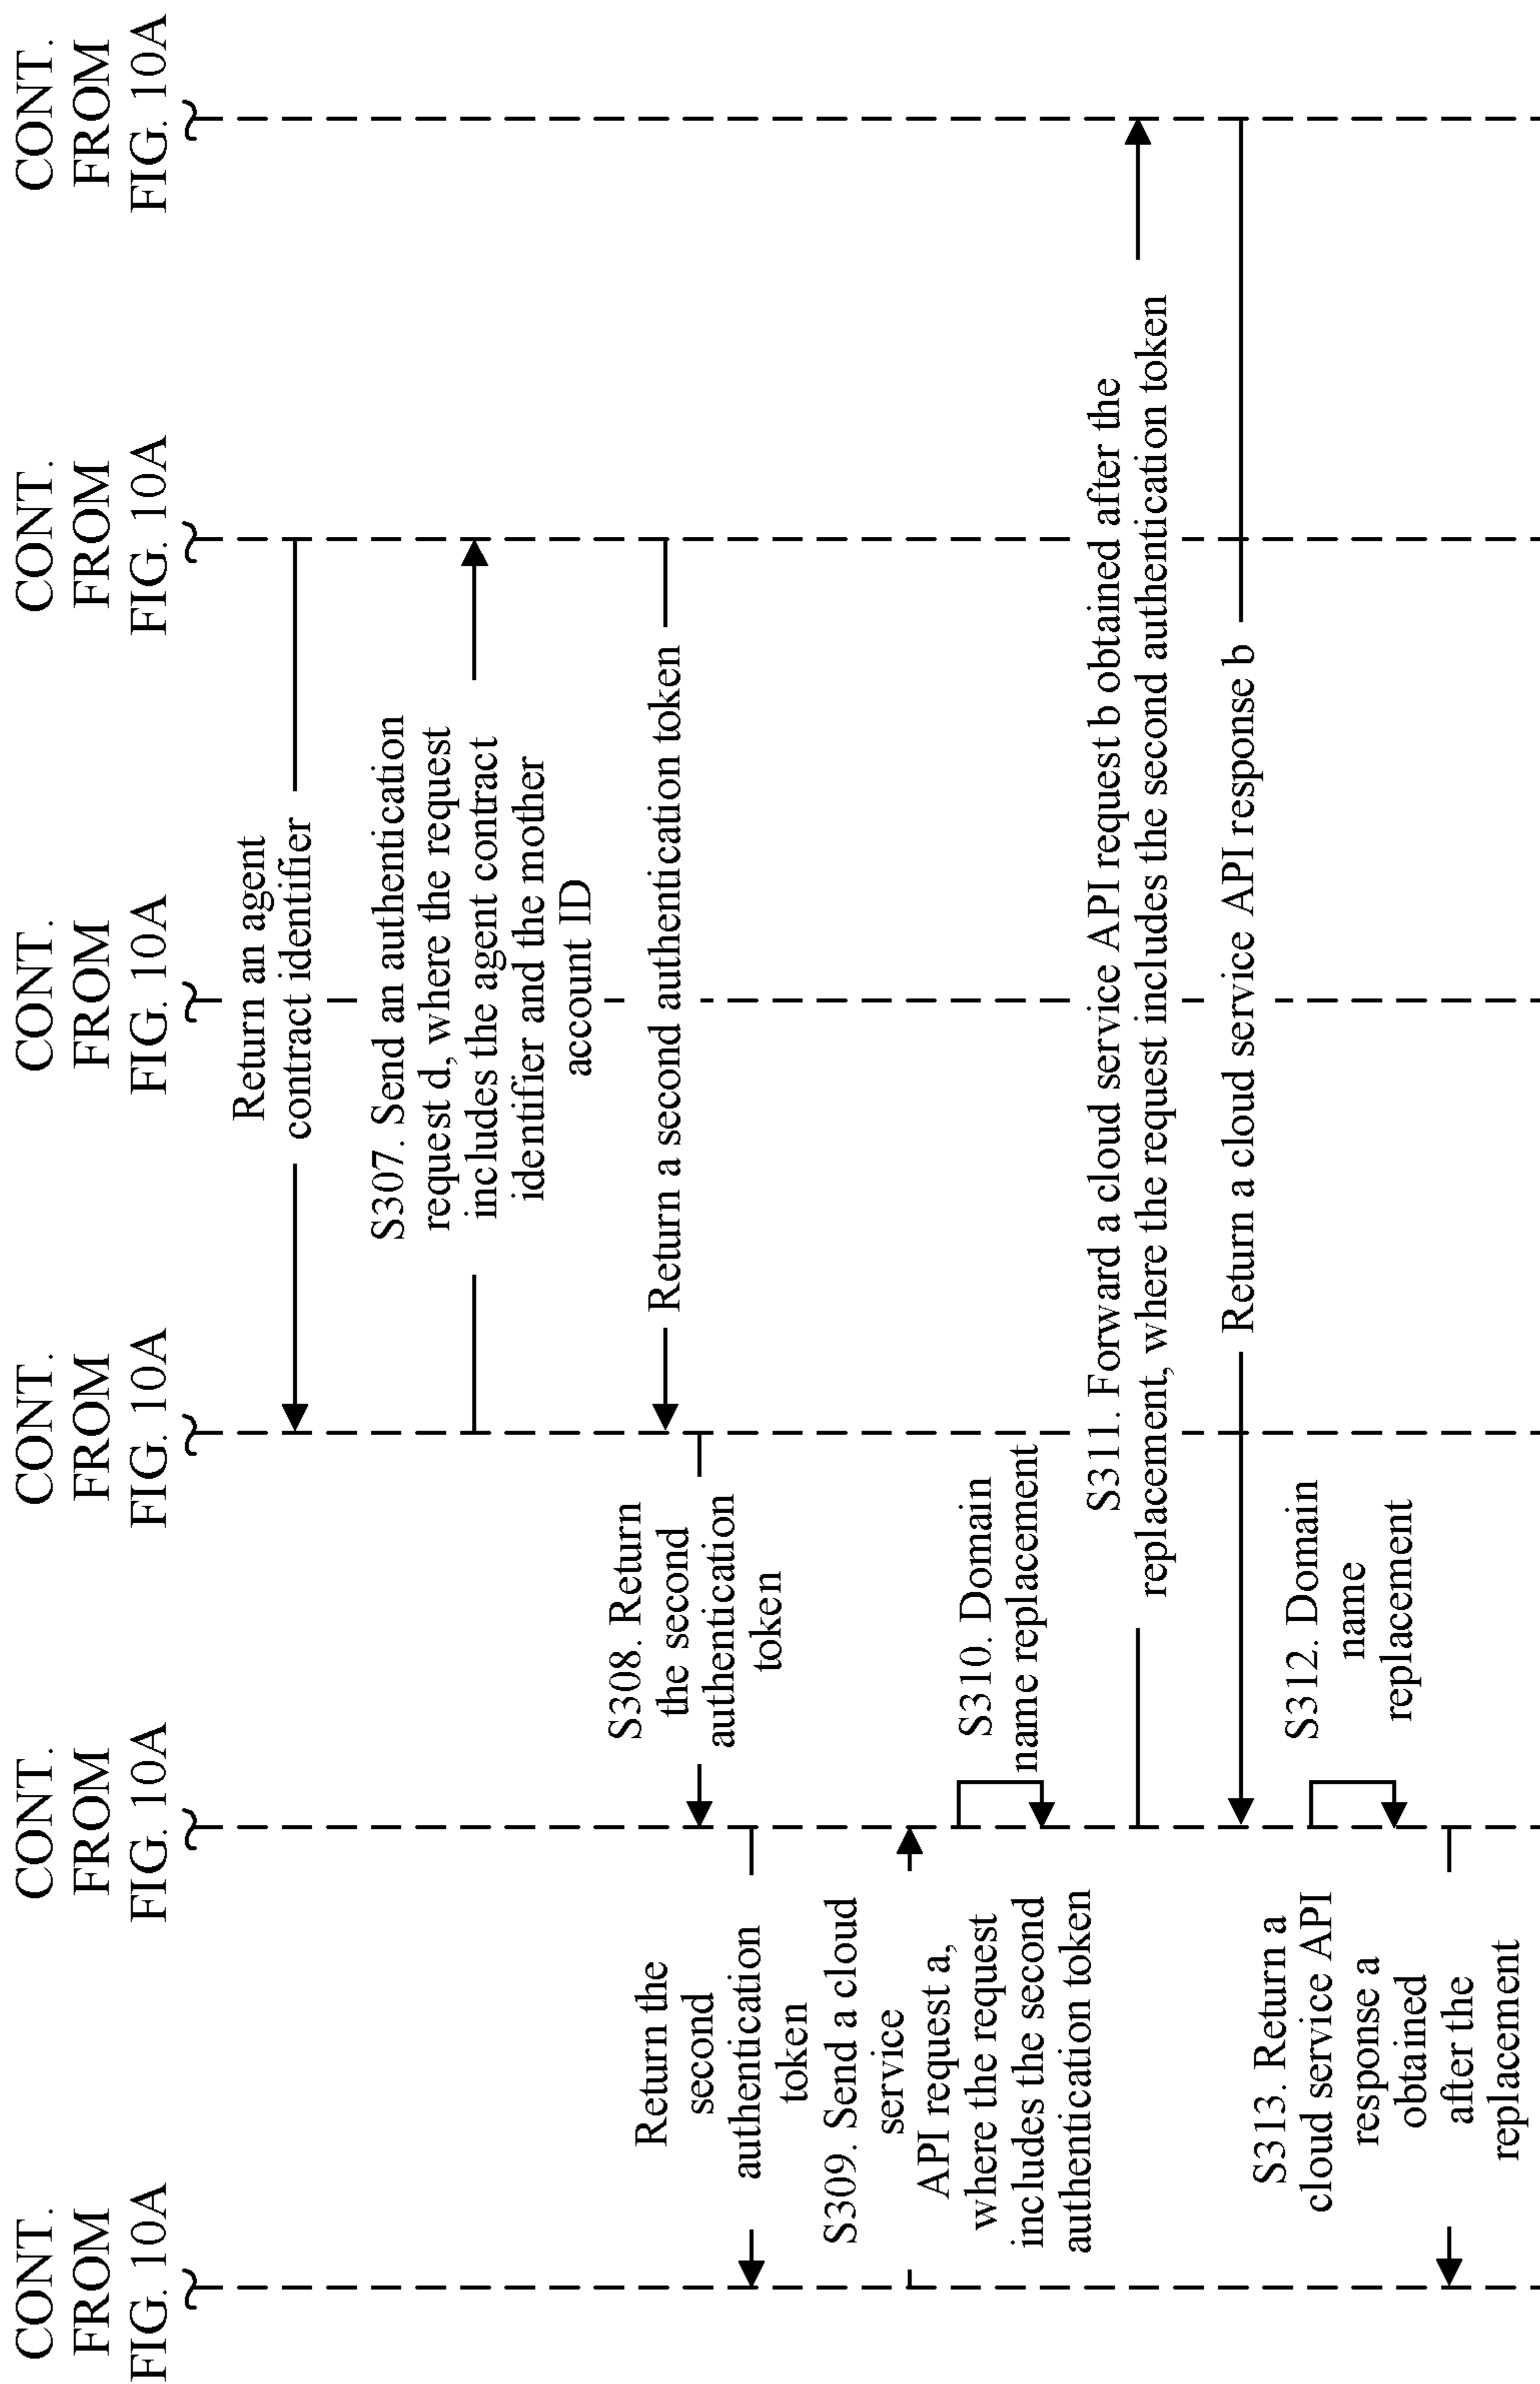 CONT.
FROM
FIG. 10A
CONT.
FROM
FIG. 10A
CONT.
FROM
FIG. 10A
CONT.
FROM
FIG. 10A
CONT.
FROM
FIG. 10A
CONT.
FROM
FIG. 10A
Return an agent
contract identifier
S307. Send an authentication
request d, where the request
includes the agent contract
identifier and the mother
account ID
Return a second authentication token
S308. Return
the second
authentication
token
Return the
second
authentication
token
S309. Send a cloud
service
API request a,
where the request
includes the second
authentication token
S310. Domain
name replacement
S311. Forward a cloud service API request b obtained after the
replacement, where the request includes the second authentication token
Return a cloud service API response b
S312. Domain
name
replacement
S313. Return a
cloud service API
response a
obtained
after the
replacement